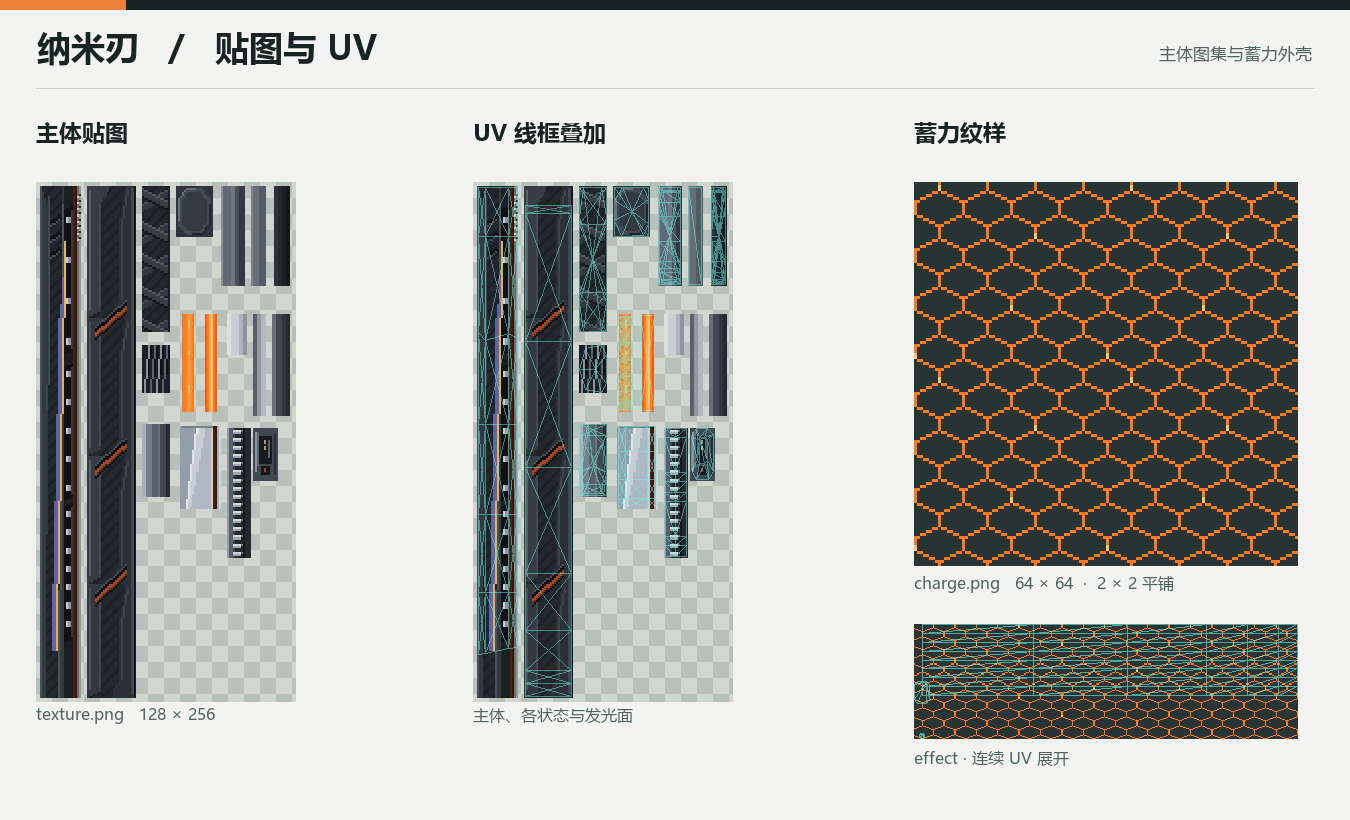 纳米刃 / 贴图与 UV
主体图集与蓄力外壳
主体贴图
UV 线框叠加
蓄力纹样
charge.png 64 × 64 · 2 × 2 平铺
texture.png 128 × 256
主体、各状态与发光面
effect · 连续 UV 展开